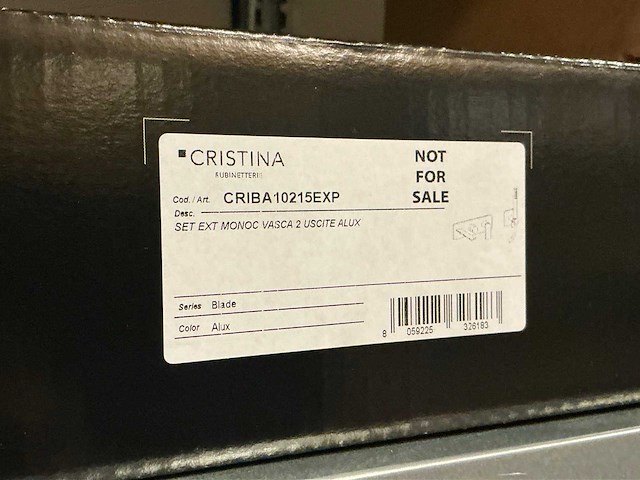 CRISTINA
RUBINETTERIE
NOT
FOR
SALE
Cod. / Art. CRIBA10215EXP
Desc.
SET EXT MONOC VASCA 2 USCITE ALUX
Series Blade
Color Alux
8 059225 326183